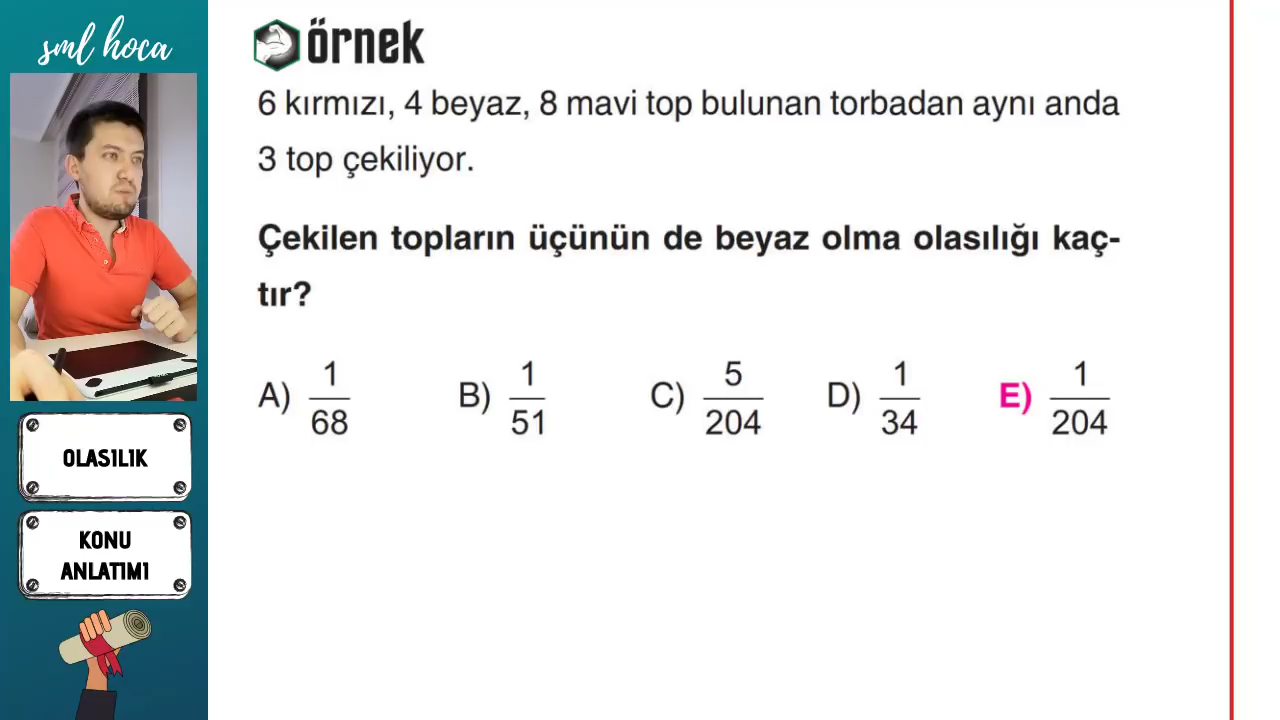 sml hoca
örnek
6 kırmızı, 4 beyaz, 8 mavi top bulunan torbadan aynı anda
3 top çekiliyor.
Çekilen topların üçünün de beyaz olma olasılığı kaç-
tır?
A) 1/68 B) 1/51 C) 5/204 D) 1/34 E) 1/204
OLASILIK
KONU
ANLATIMI